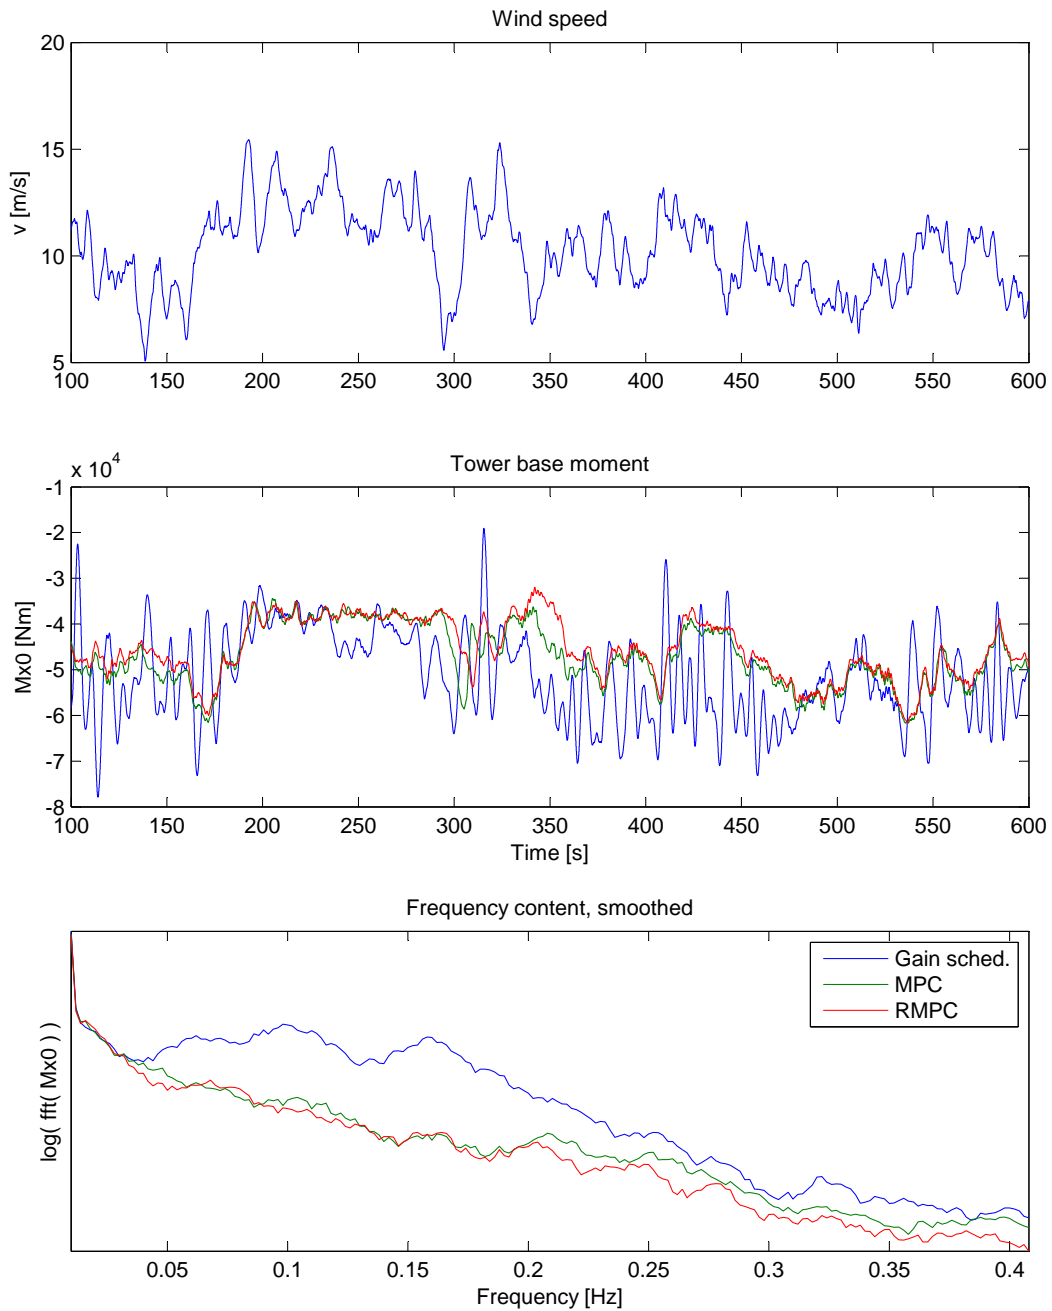 Wind speed
20
15
10
5
v [m/s]
100 150 200 250 300 350 400 450 500 550 600
x 10^4
Tower base moment
-1
-2
-3
-4
-5
-6
-7
-8
Mx0 [Nm]
100 150 200 250 300 350 400 450 500 550 600
Time [s]
Frequency content, smoothed
Gain sched.
MPC
RMPC
log( fft( Mx0 ) )
0.05 0.1 0.15 0.2 0.25 0.3 0.35 0.4
Frequency [Hz]